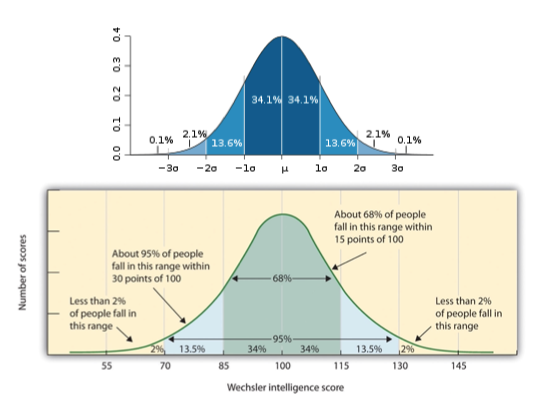 0.4
0.3
0.2
0.1
0.0
34.1% 34.1%
0.1% 2.1% 13.6% 13.6% 2.1% 0.1%
−3σ −2σ −1σ μ 1σ 2σ 3σ
Number of scores
About 68% of people
fall in this range within
15 points of 100
About 95% of people
fall in this range within
30 points of 100
Less than 2%
of people fall in
this range
Less than 2%
of people fall in
this range
68%
95%
2% 13.5% 34% 34% 13.5% 2%
55 70 85 100 115 130 145
Wechsler intelligence score